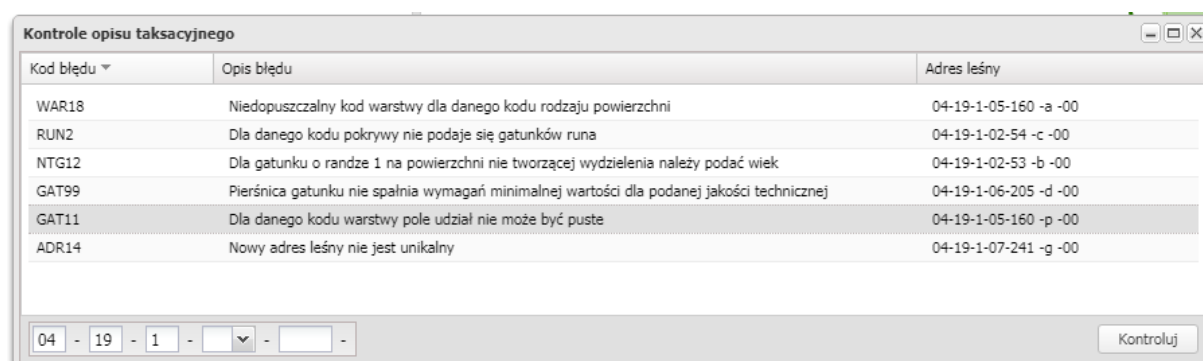 Kontrole opisu taksacyjnego
Kod błędu Opis błędu Adres leśny
WAR18 Niedopuszczalny kod warstwy dla danego kodu rodzaju powierzchni 04-19-1-05-160 -a -00
RUN2 Dla danego kodu pokrywy nie podaje się gatunków runa 04-19-1-02-54 -c -00
NTG12 Dla gatunku o randze 1 na powierzchni nie tworzącej wydzielenia należy podać wiek 04-19-1-02-53 -b -00
GAT99 Pierśnica gatunku nie spałnia wymagań minimalnej wartości dla podanej jakości technicznej 04-19-1-06-205 -d -00
GAT11 Dla danego kodu warstwy pole udział nie może być puste 04-19-1-05-160 -p -00
ADR14 Nowy adres leśny nie jest unikalny 04-19-1-07-241 -g -00
04 - 19 - 1 - - - Kontroluj